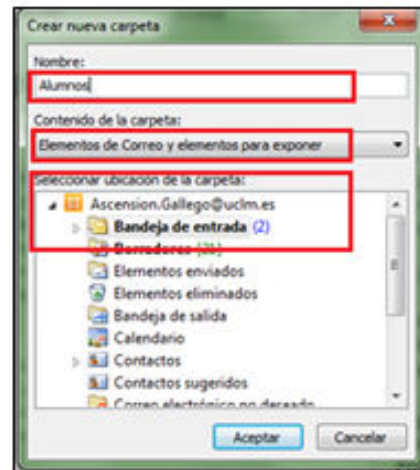 Crear nueva carpeta
Nombre:
Alumnos
Contenido de la carpeta:
Elementos de Correo y elementos para exponer
Seleccionar ubicación de la carpeta:
Ascension.Gallego@uclm.es
Bandeja de entrada (2)
Borradores (21)
Elementos enviados
Elementos eliminados
Bandeja de salida
Calendario
Contactos
Contactos sugeridos
Correo electrónico no deseado
Aceptar
Cancelar